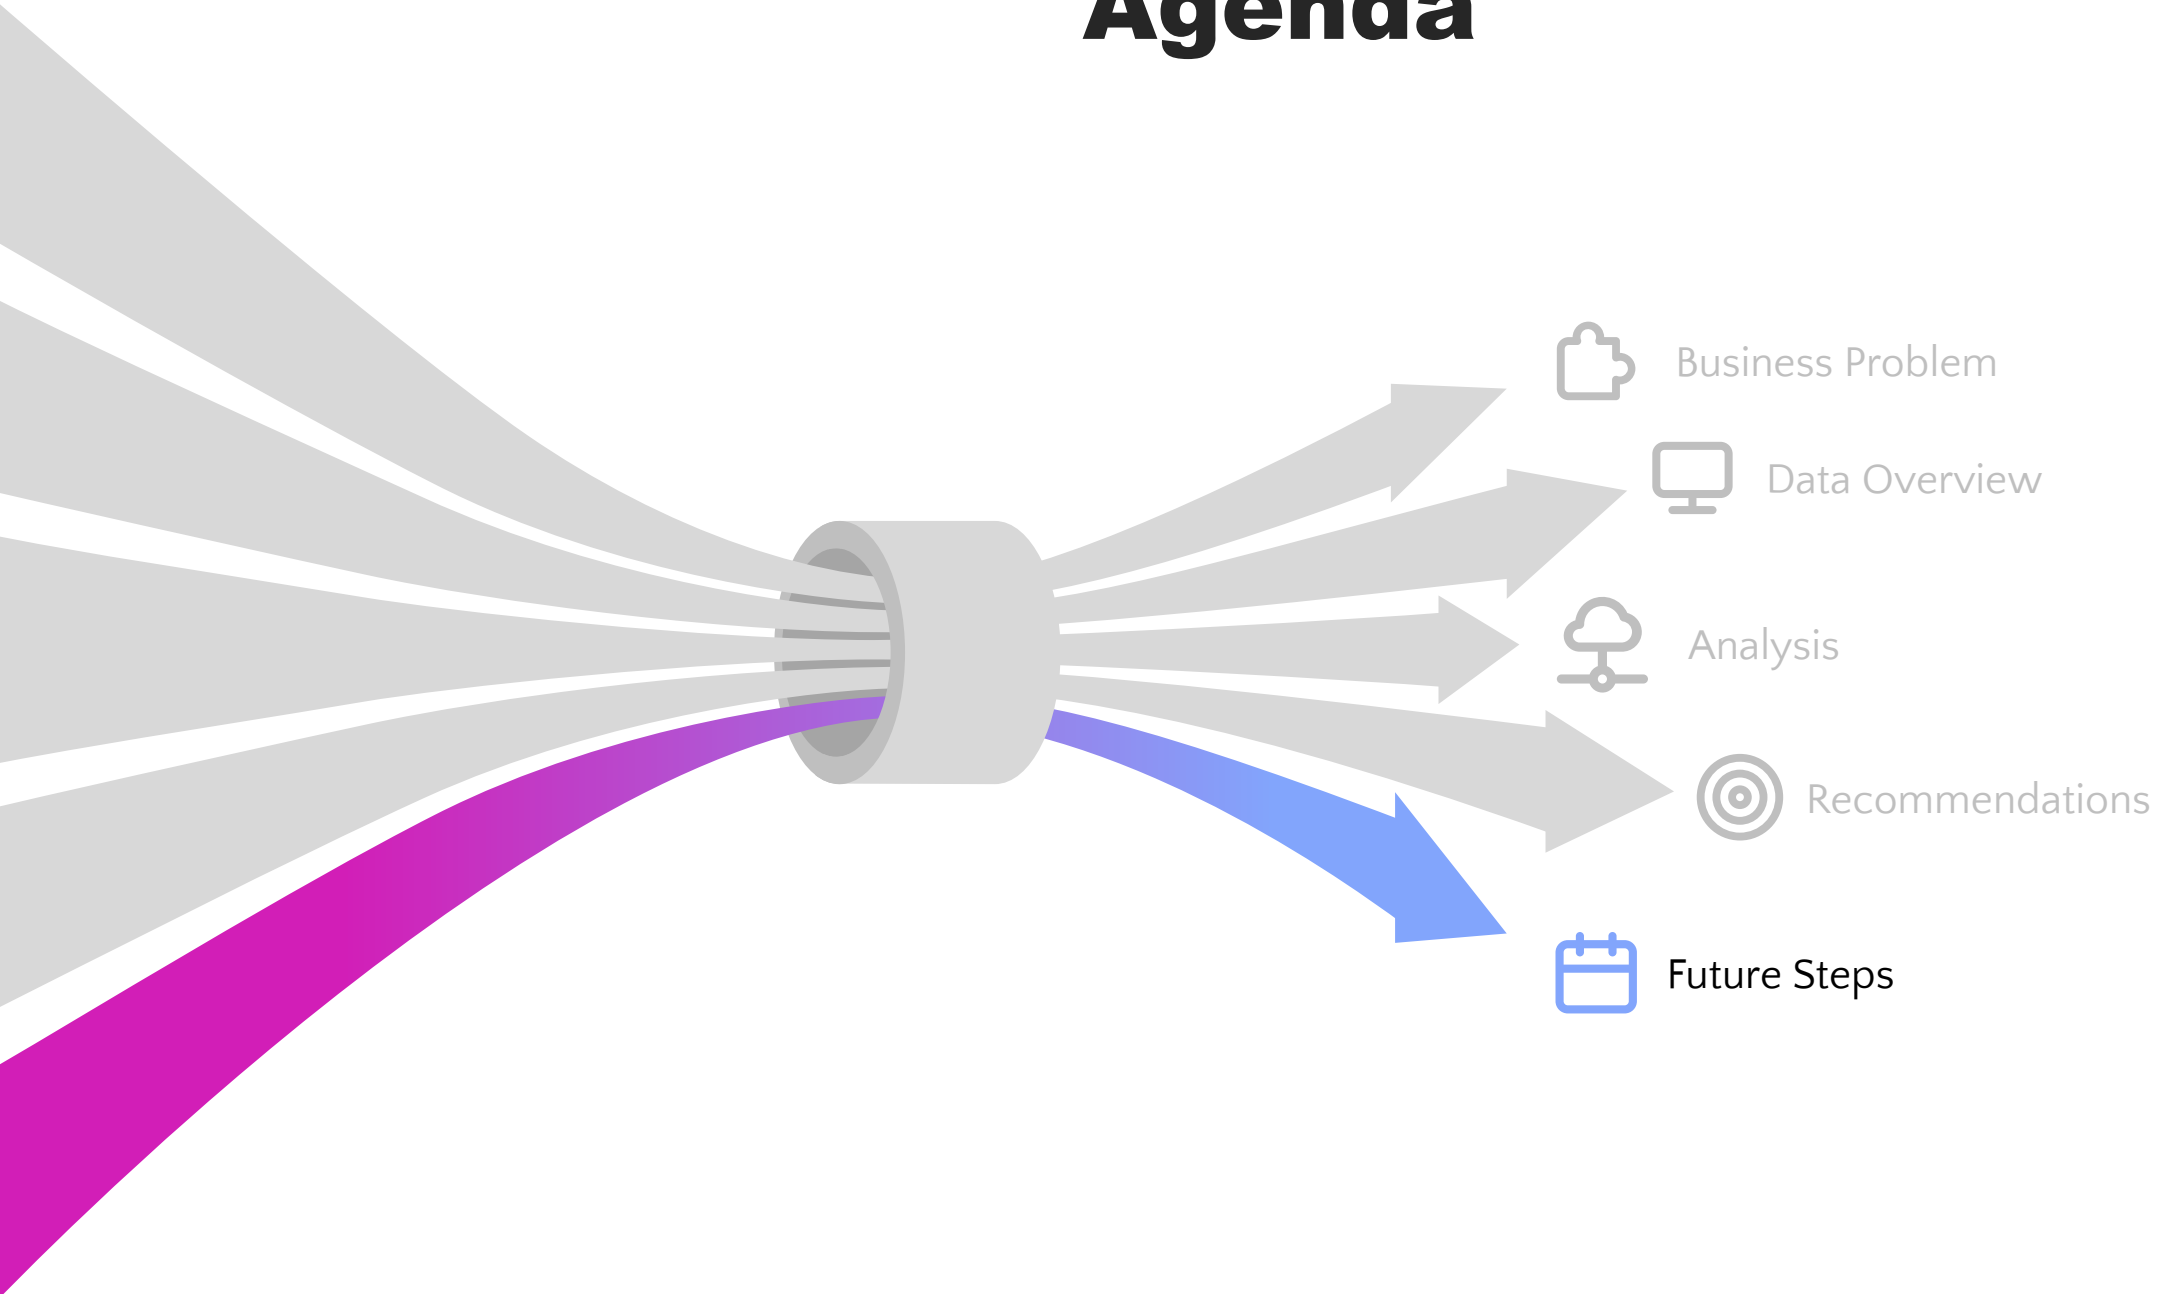 Agenda
Business Problem
Data Overview
Analysis
Recommendations
Future Steps